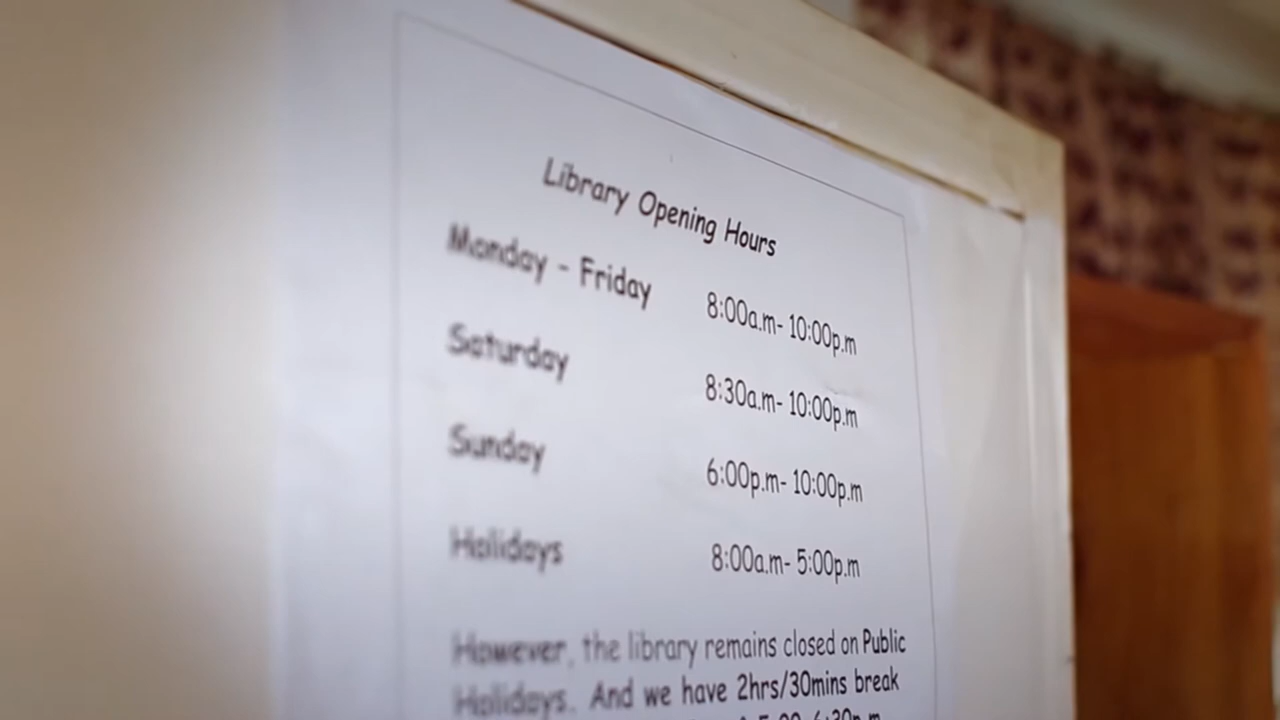 Library Opening Hours
Monday - Friday 8:00a.m- 10:00p.m
Saturday 8:30a.m- 10:00p.m
Sunday 6:00p.m- 10:00p.m
Holidays 8:00a.m- 5:00p.m
However, the library remains closed on Public
Holidays. And we have 2hrs/30mins break